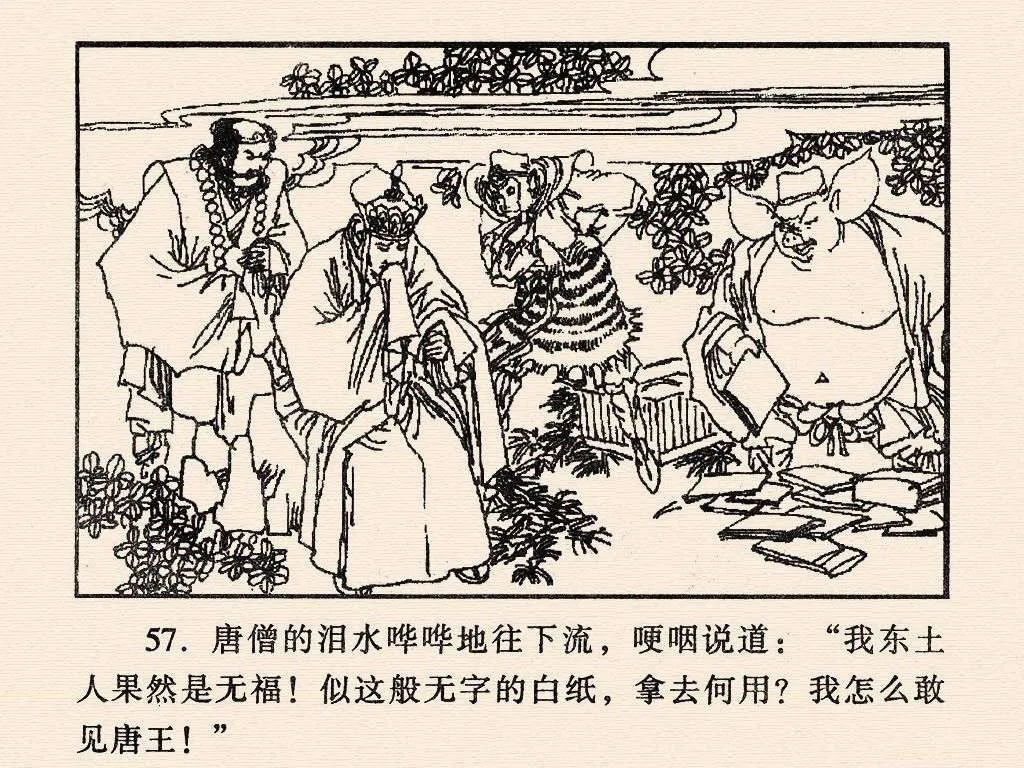 57. 唐僧的泪水哗哗地往下流，哽咽说道：“我东土
人果然是无福！似这般无字的白纸，拿去何用？我怎么敢
见唐王！”